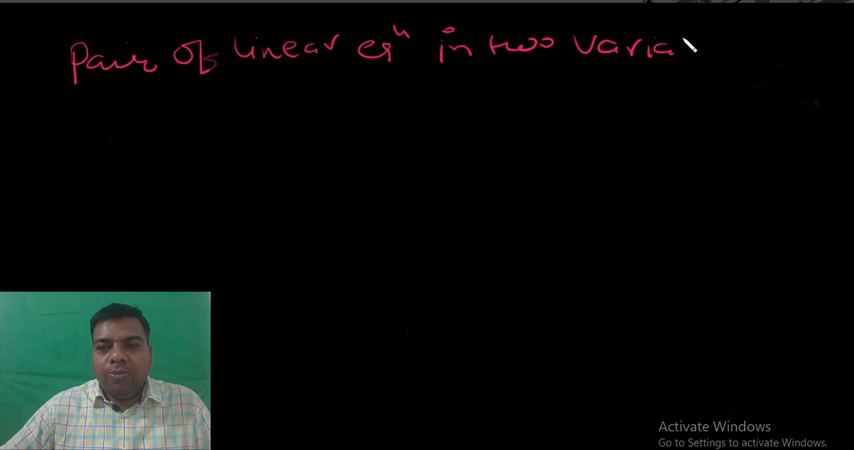 Pair Of linear eqⁿ in two varia
Activate Windows
Go to Settings to activate Windows.